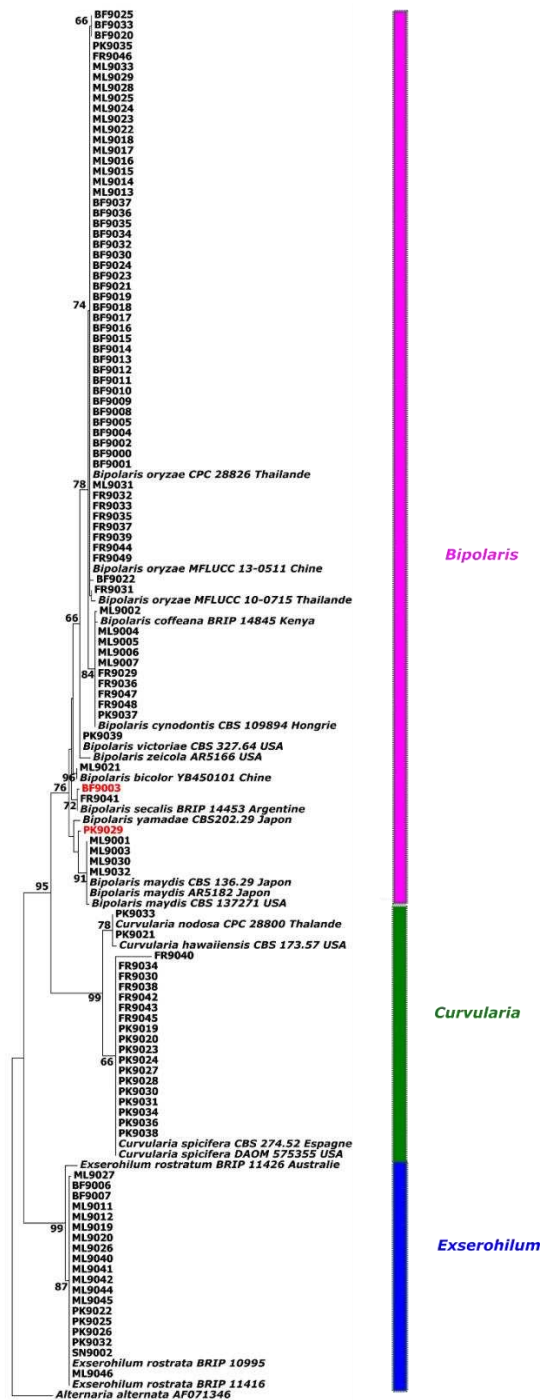 BF9025
66
BF9033
BF9020
PK9035
FR9046
ML9033
ML9029
ML9028
ML9025
ML9024
ML9023
ML9022
ML9018
ML9017
ML9016
ML9015
ML9014
ML9013
BF9037
BF9036
BF9035
BF9034
BF9032
BF9030
BF9024
BF9023
BF9021
BF9019
74
BF9018
BF9017
BF9016
BF9015
BF9014
BF9013
BF9012
BF9011
BF9010
BF9009
BF9008
BF9005
BF9004
BF9002
BF9000
BF9001
Bipolaris oryzae CPC 28826 Thailande
78
ML9031
FR9032
FR9033
FR9035
FR9037
FR9039
FR9044
FR9049
Bipolaris
Bipolaris oryzae MFLUCC 13-0511 Chine
BF9022
FR9031
Bipolaris oryzae MFLUCC 10-0715 Thailande
ML9002
66
Bipolaris coffeana BRIP 14845 Kenya
ML9004
ML9005
ML9006
ML9007
84
FR9029
FR9036
FR9047
FR9048
PK9037
Bipolaris cynodontis CBS 109894 Hongrie
PK9039
Bipolaris victoriae CBS 327.64 USA
Bipolaris zeicola AR5166 USA
ML9021
96
Bipolaris bicolor YB450101 Chine
76
BF9003
FR9041
72
Bipolaris secalis BRIP 14453 Argentine
Bipolaris yamadae CBS202.29 Japon
PK9029
ML9001
ML9003
ML9030
ML9032
91
Bipolaris maydis CBS 136.29 Japon
95
Bipolaris maydis AR5182 Japon
Bipolaris maydis CBS 137271 USA
PK9033
78
Curvularia nodosa CPC 28800 Thalande
PK9021
Curvularia hawaiiensis CBS 173.57 USA
FR9040
FR9034
FR9030
FR9038
99
FR9042
FR9043
Curvularia
FR9045
PK9019
PK9020
PK9023
66
PK9024
PK9027
PK9028
PK9030
PK9031
PK9034
PK9036
PK9038
Curvularia spicifera CBS 274.52 Espagne
Curvularia spicifera DAOM 575355 USA
Exserohilum rostratum BRIP 11426 Australie
ML9027
BF9006
BF9007
ML9011
ML9012
99
ML9019
ML9020
Exserohilum
ML9026
ML9040
ML9041
87
ML9042
ML9044
ML9045
PK9022
PK9025
PK9026
PK9032
SN9002
Exserohilum rostrata BRIP 10995
ML9046
Exserohilum rostrata BRIP 11416
Alternaria alternata AF071346